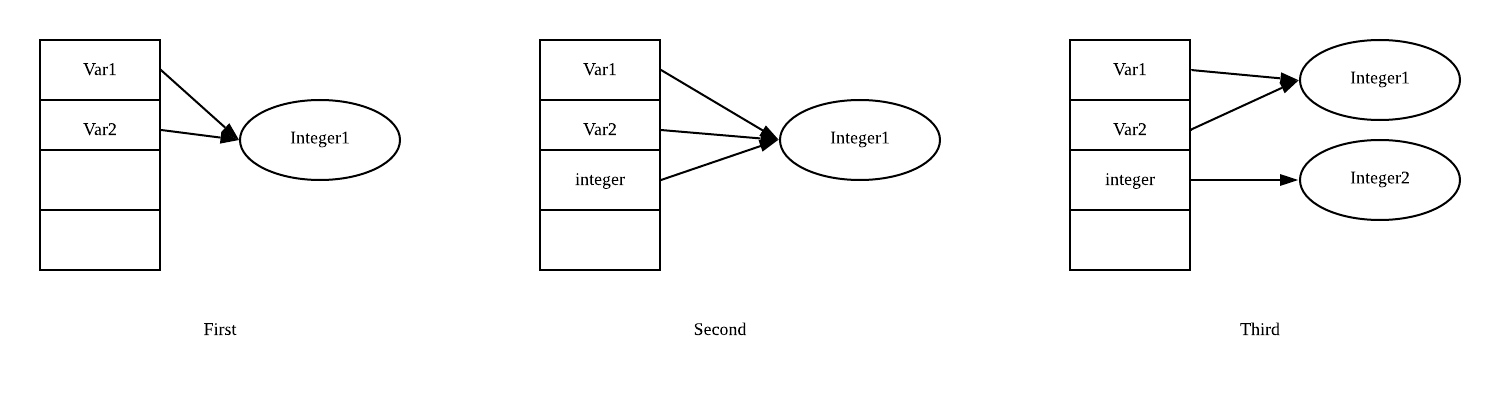 Var1
Var2
Integer1
First
Var1
Var2
integer
Integer1
Second
Var1
Var2
integer
Integer1
Integer2
Third